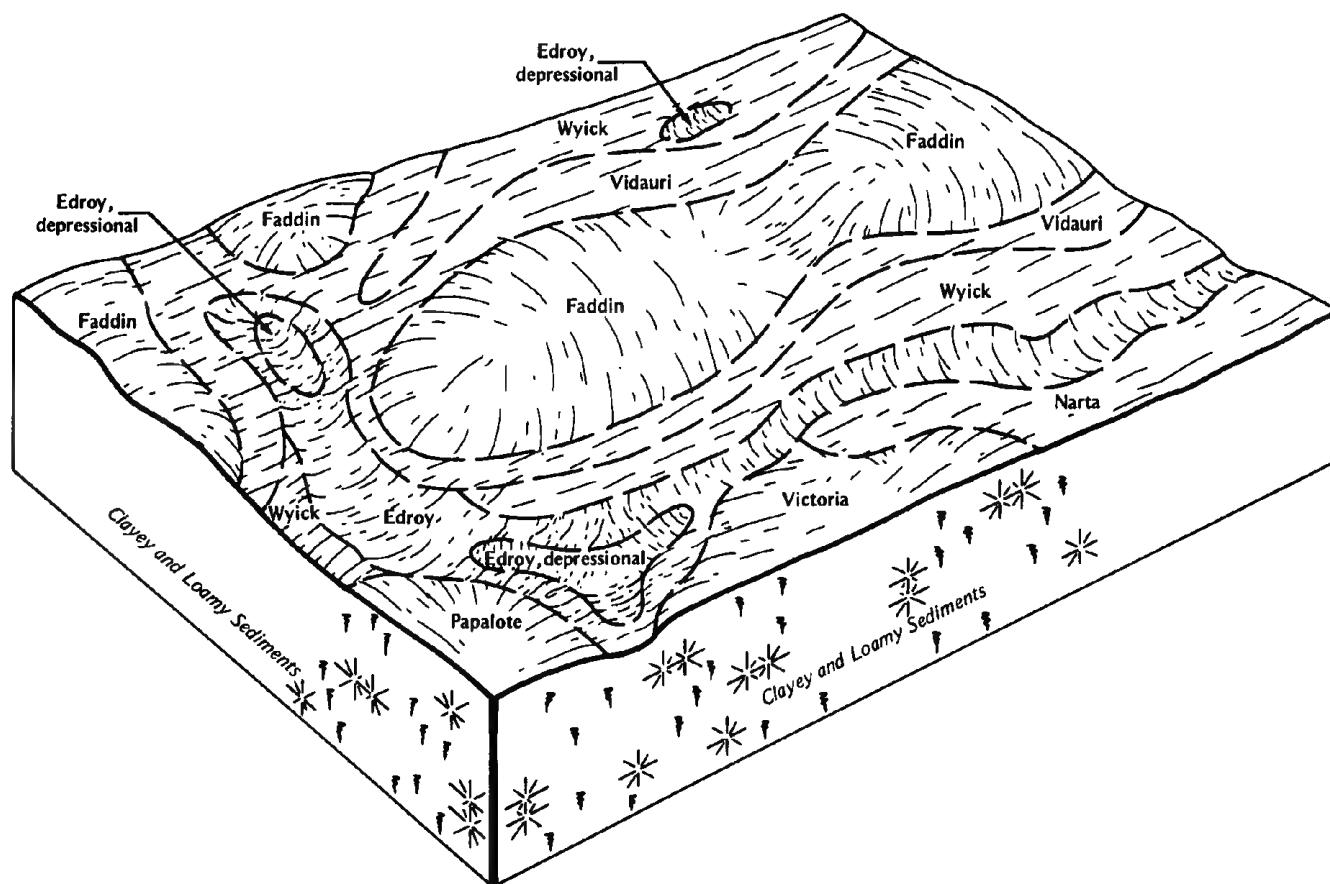 Edroy,
depressional
Wyick
Faddin
Vidauri
Edroy,
depressional
Faddin
Vidauri
Wyick
Faddin
Faddin
Narta
Victoria
Wyick
Edroy
Edroy, depressional
Papalote
Clayey and Loamy Sediments
Clayey and Loamy Sediments